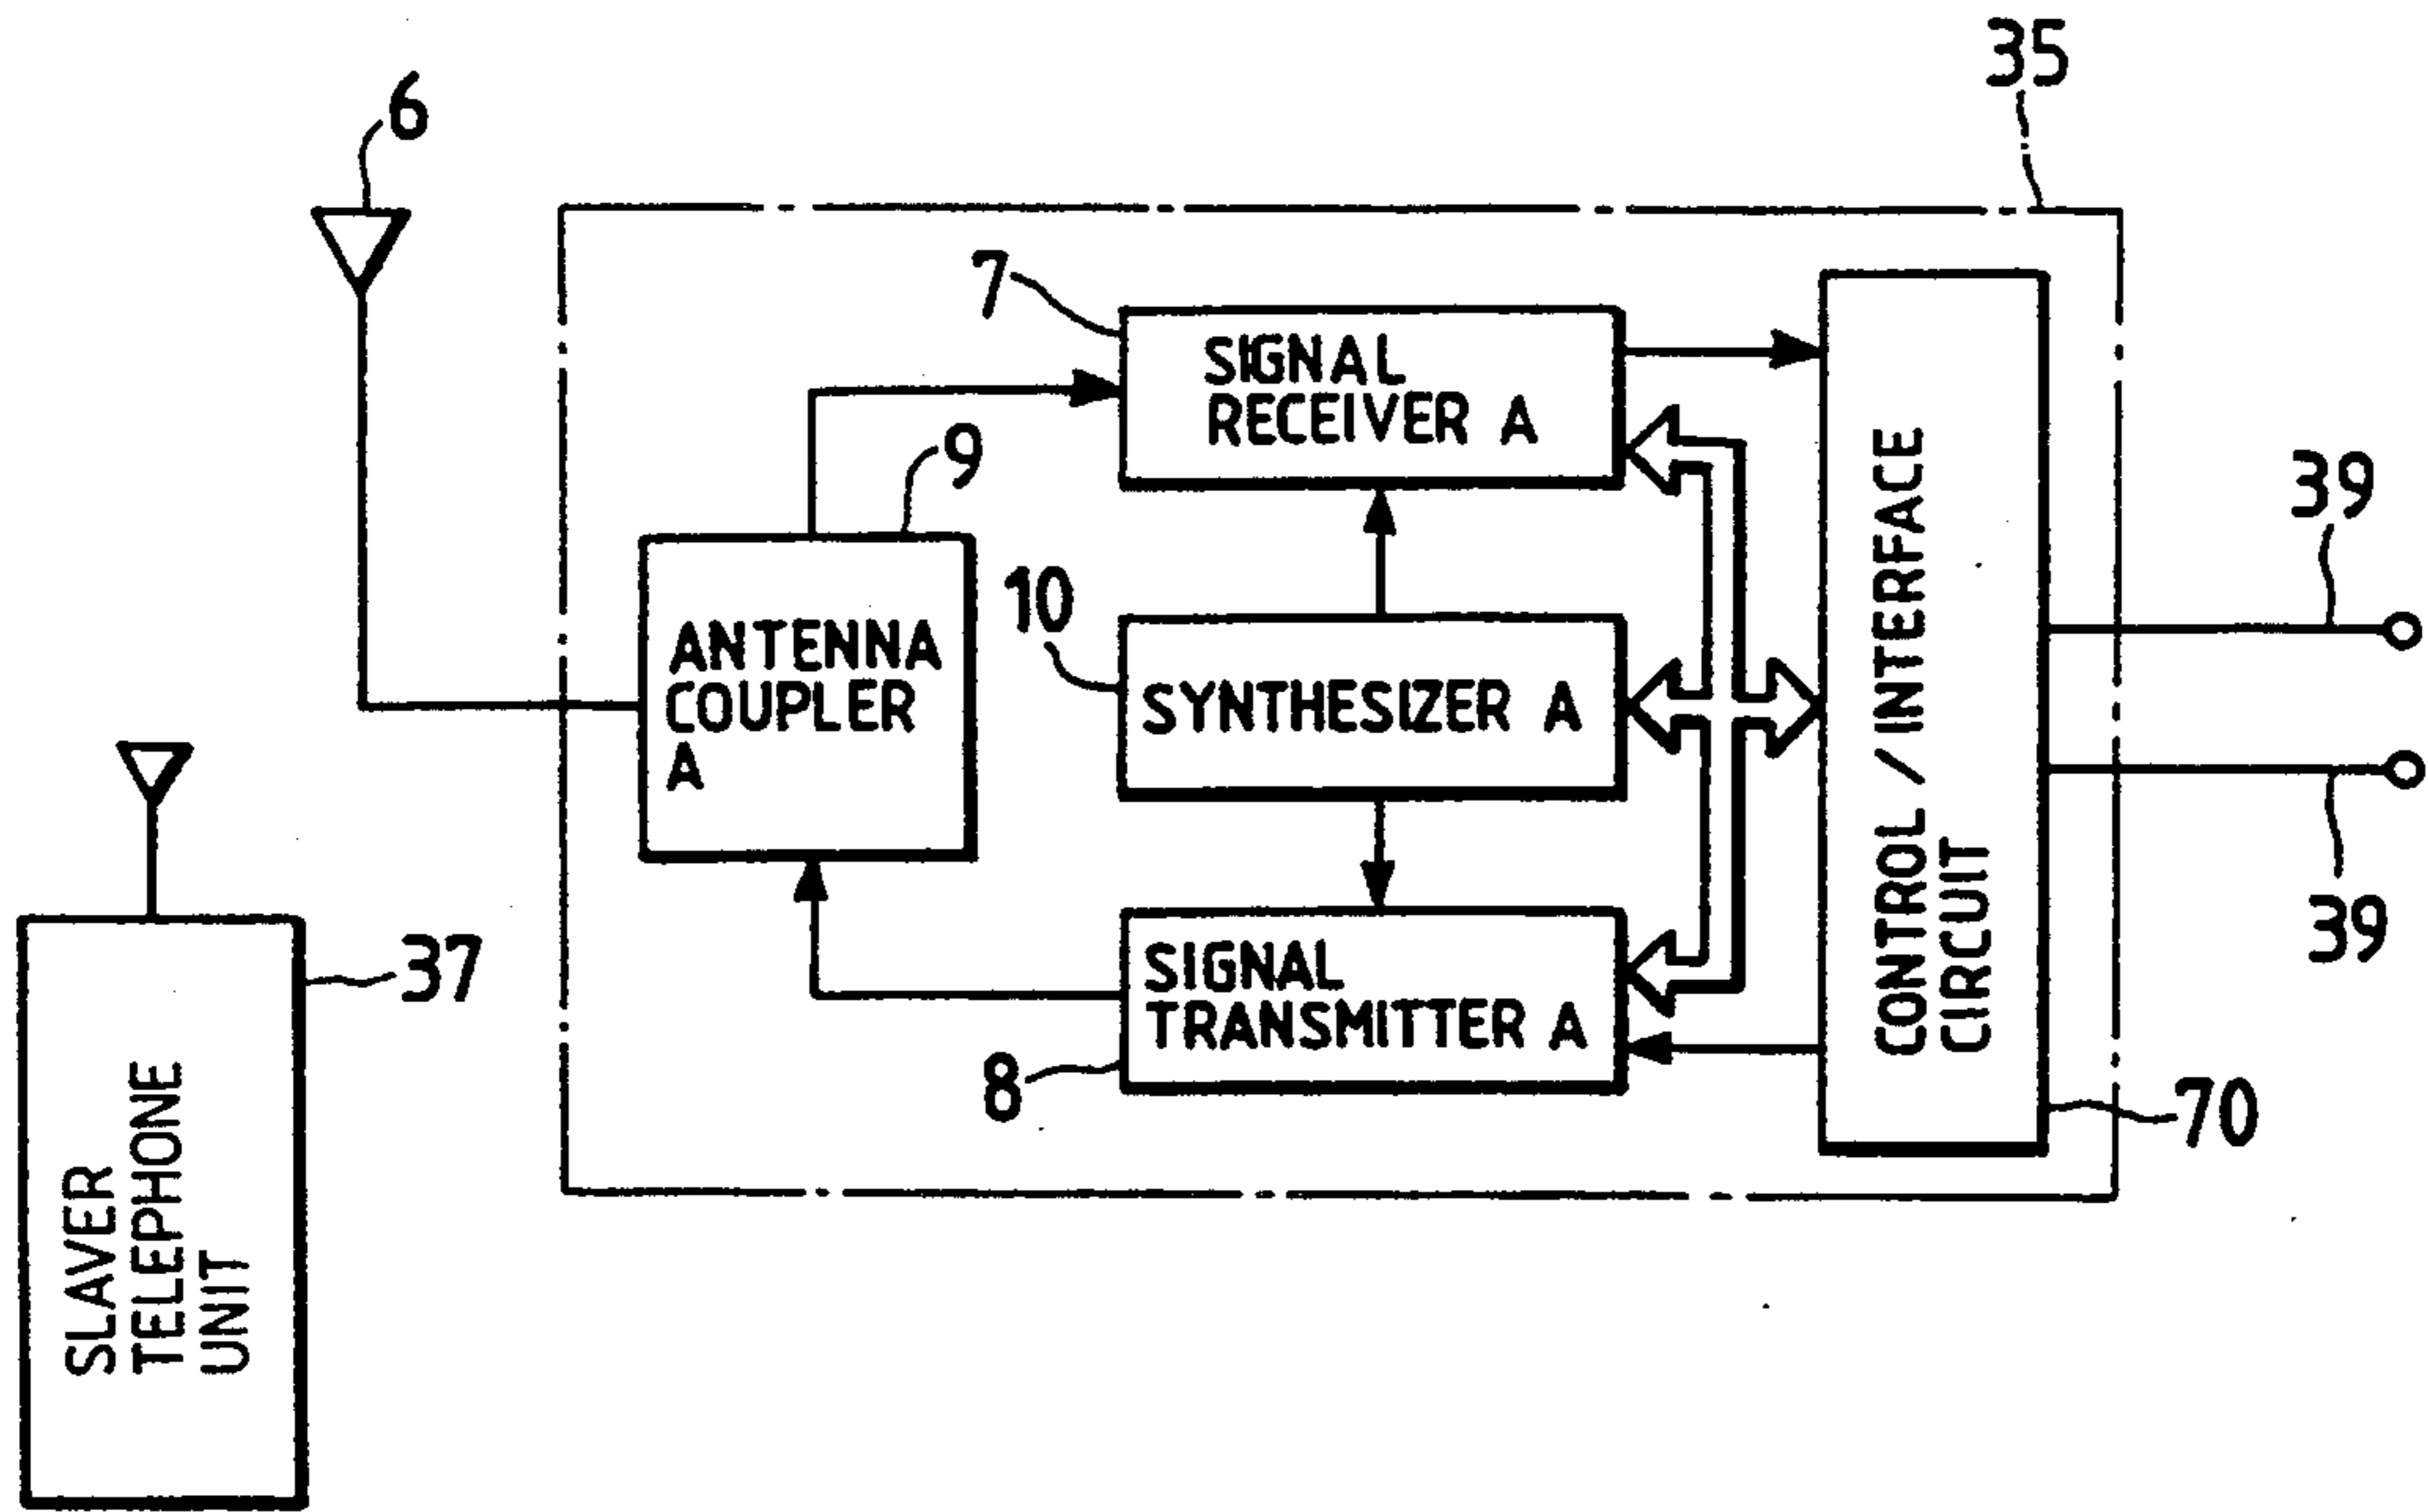 35
6
7
SIGNAL
RECEIVER A
9
39
10
ANTENNA
COUPLER
A
SYNTHESIZER A
CONTROL / INTERFACE
CIRCUIT
39
37
SIGNAL
TRANSMITTER A
8
70
SLAVER
TELEPHONE
UNIT